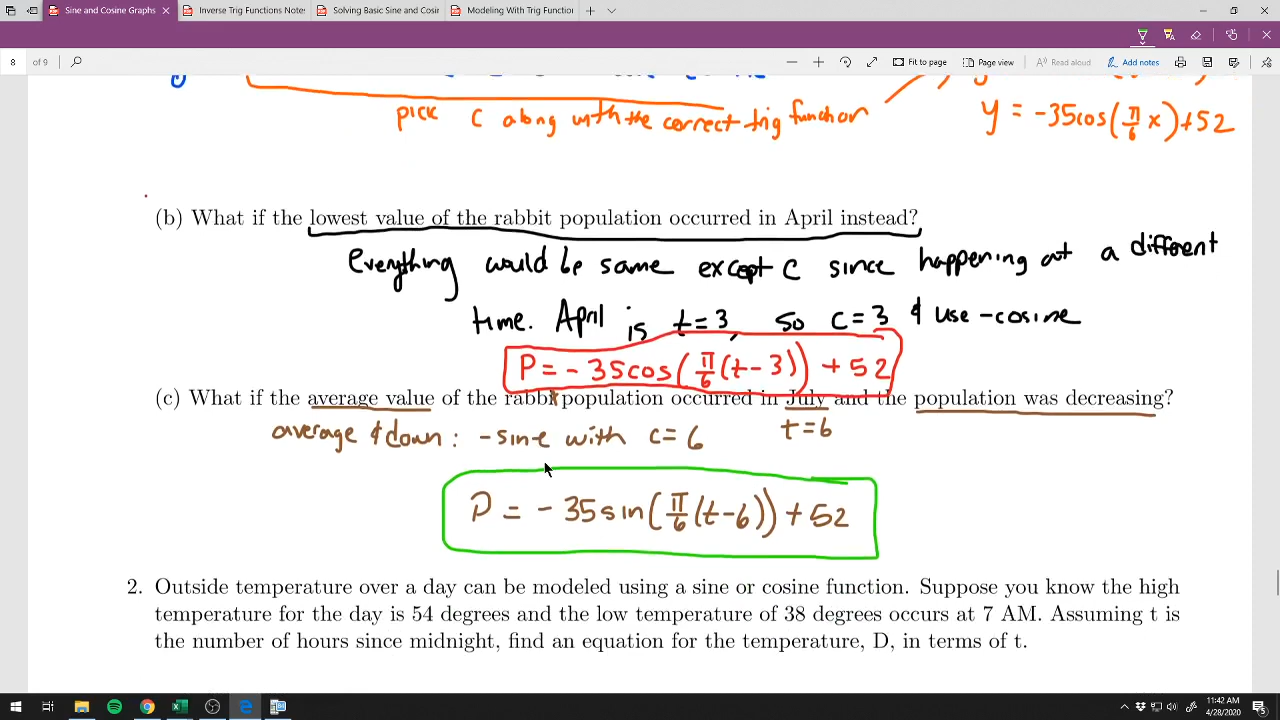 Sine and Cosine Graphs
Inverse Trig Functions Notes
Solving Basic Sine and Cosir
Modeling With Trig Function
8 of 9
Fit to page
Page view
Read aloud
Add notes
pick C along with the correct trig function
y = -35cos(π/6 x)+52
(b) What if the lowest value of the rabbit population occurred in April instead?
Everything would be same except C since happening at a different
time. April is t=3, so c=3 & use -cosine
P = -35cos(π/6(t-3)) + 52
(c) What if the average value of the rabbit population occurred in July and the population was decreasing?
average & down: -sine with c=6
t=6
P = -35sin(π/6(t-6)) + 52
2. Outside temperature over a day can be modeled using a sine or cosine function. Suppose you know the high
temperature for the day is 54 degrees and the low temperature of 38 degrees occurs at 7 AM. Assuming t is
the number of hours since midnight, find an equation for the temperature, D, in terms of t.
11:42 AM
4/28/2020